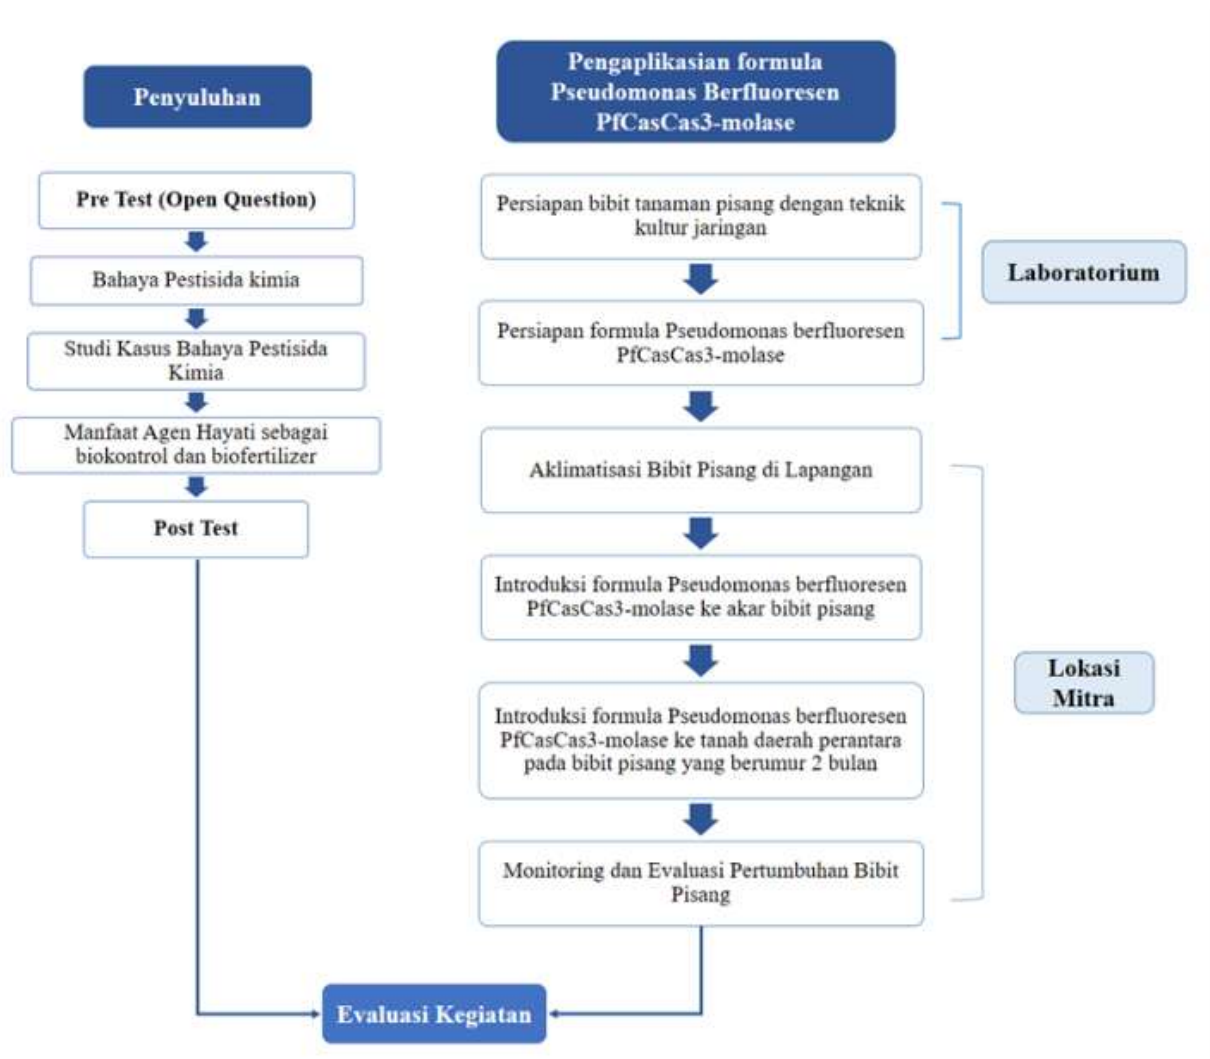 Penyuluhan
Pre Test (Open Question)
Bahaya Pestisida kimia
Studi Kasus Bahaya Pestisida
Kimia
Manfaat Agen Hayati sebagai
biokontrol dan biofertilizer
Post Test
Pengaplikasian formula
Pseudomonas Berfluoresen
PfCasCas3-molase
Persiapan bibit tanaman pisang dengan teknik
kultur jaringan
Persiapan formula Pseudomonas berfluoresen
PfCasCas3-molase
Laboratorium
Aklimatisasi Bibit Pisang di Lapangan
Introduksi formula Pseudomonas berfluoresen
PfCasCas3-molase ke akar bibit pisang
Introduksi formula Pseudomonas berfluoresen
PfCasCas3-molase ke tanah daerah perantara
pada bibit pisang yang berumur 2 bulan
Monitoring dan Evaluasi Pertumbuhan Bibit
Pisang
Lokasi
Mitra
Evaluasi Kegiatan